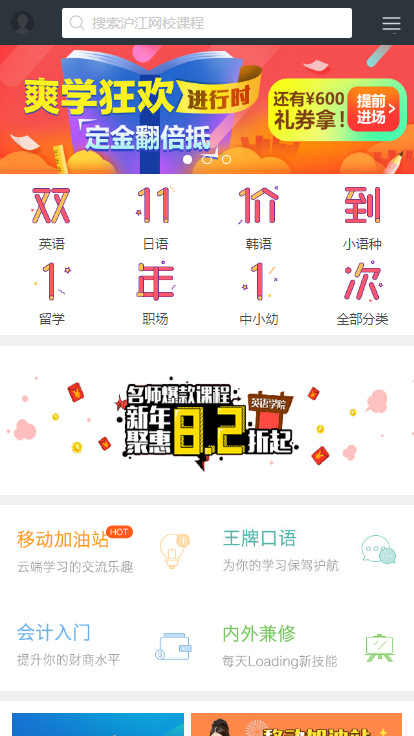 搜索沪江网校课程
爽学狂欢进行时
定金翻倍抵
还有¥600
礼券拿！
提前
进场
双 11 价 到
英语 日语 韩语 小语种
1 年 1 次
留学 职场 中小幼 全部分类
名师爆款课程
新年
聚惠8.2折起
英语学院
移动加油站 HOT
云端学习的交流乐趣
王牌口语
为你的学习保驾护航
会计入门
提升你的财商水平
内外兼修
每天Loading新技能
移动加油站